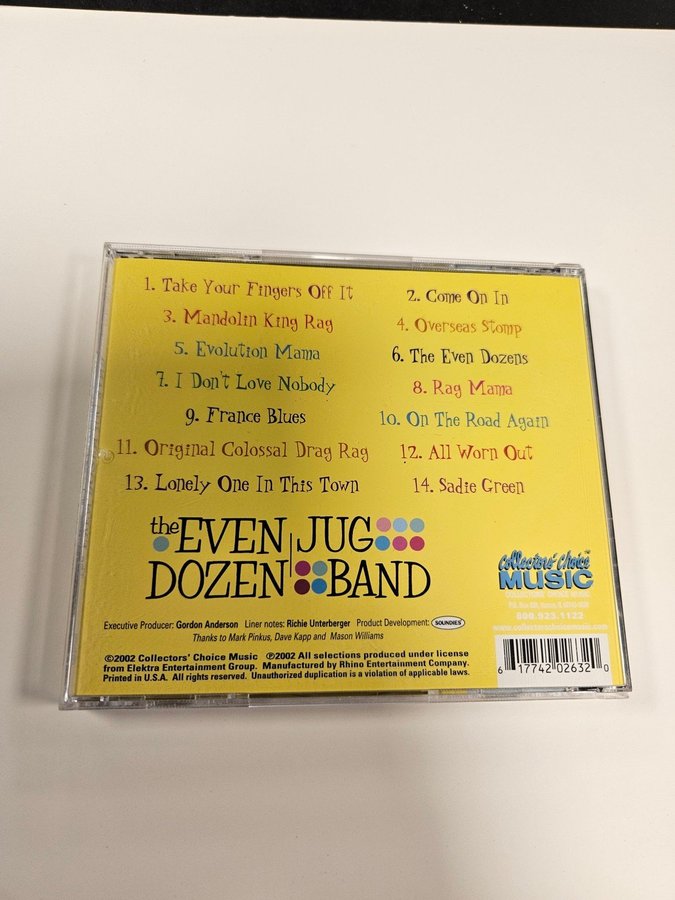 1. Take Your Fingers Off It
2. Come On In
3. Mandolin King Rag
4. Overseas Stomp
5. Evolution Mama
6. The Even Dozens
7. I Don't Love Nobody
8. Rag Mama
9. France Blues
10. On The Road Again
11. Original Colossal Drag Rag
12. All Worn Out
13. Lonely One In This Town
14. Sadie Green
the EVEN JUG
DOZEN BAND
Collectors' Choice™
MUSIC
COLLECTORS' CHOICE MUSIC
800.923.1122
www.collectorschoicemusic.com
Executive Producer: Gordon Anderson Liner notes: Richie Unterberger Product Development: SOUNDIES
Thanks to Mark Pinkus, Dave Kapp and Mason Williams
©2002 Collectors' Choice Music ℗2002 All selections produced under license
from Elektra Entertainment Group. Manufactured by Rhino Entertainment Company.
Printed in U.S.A. All rights reserved. Unauthorized duplication is a violation of applicable laws.
6 17742 02632 0